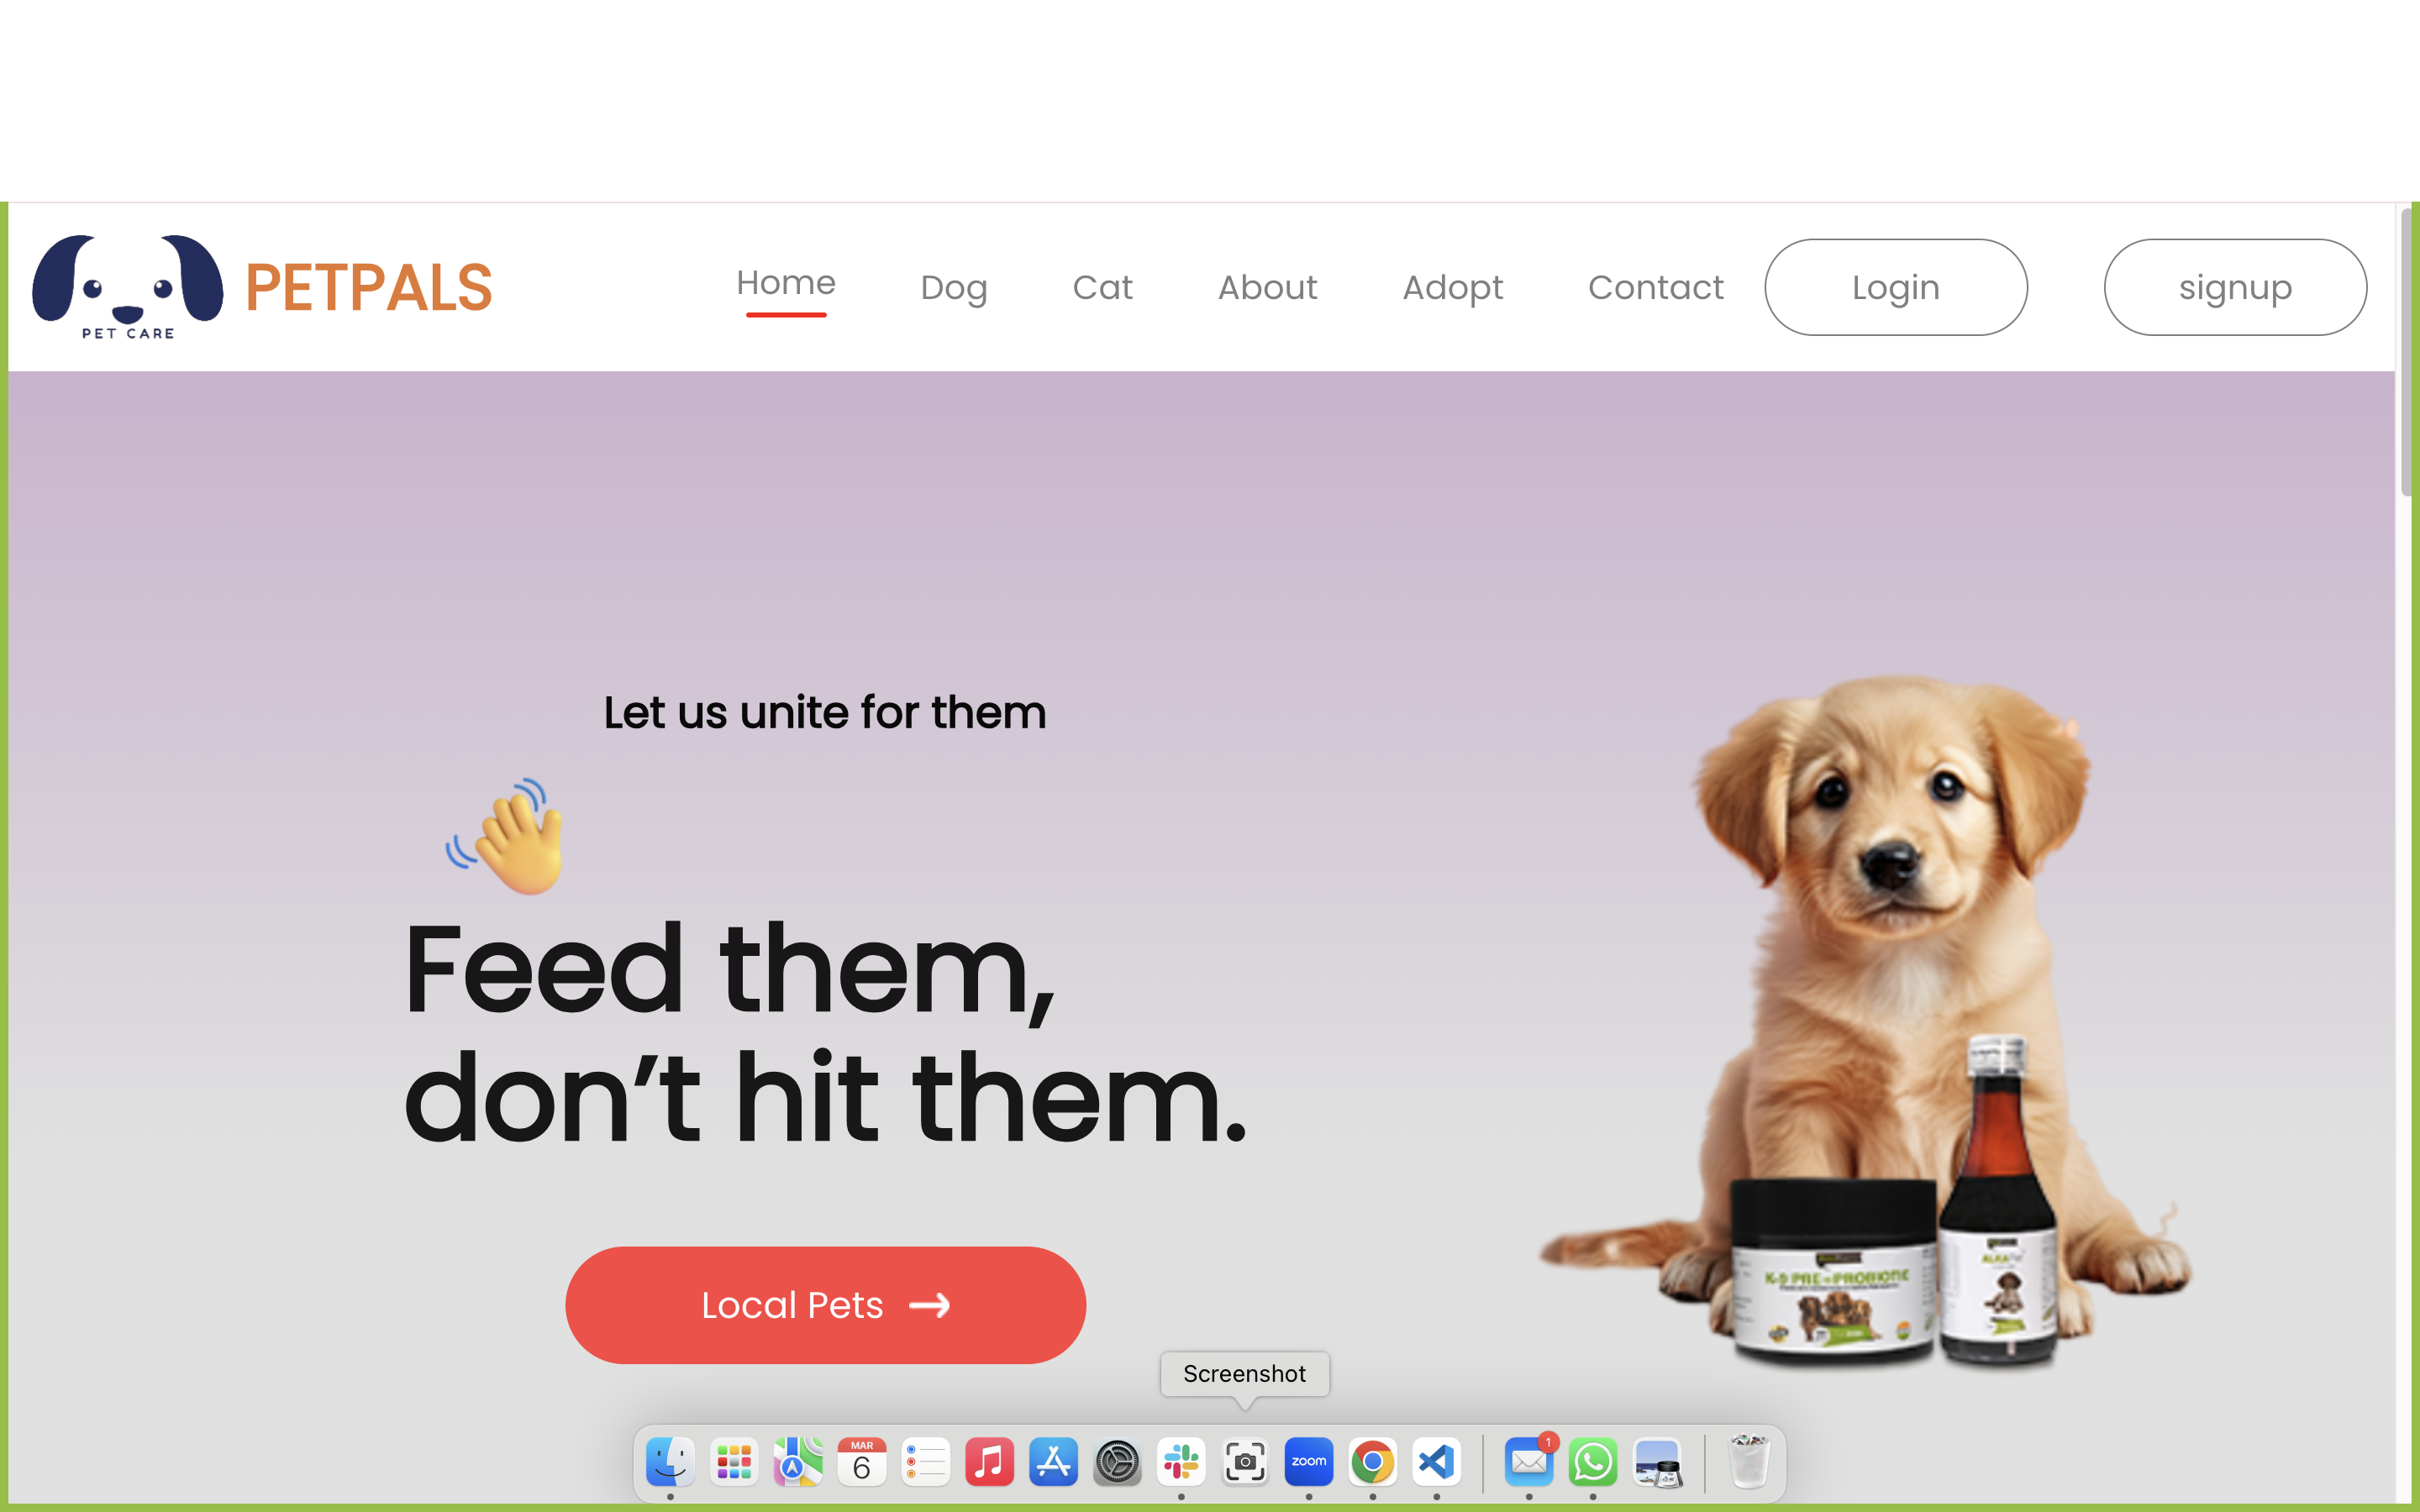 PET CARE
PETPALS
Home
Dog
Cat
About
Adopt
Contact
Login
signup
Let us unite for them
Feed them,
don’t hit them.
Local Pets
K-9 PRE-PROBIOTIC
Screenshot
MAR
6
zoom
1